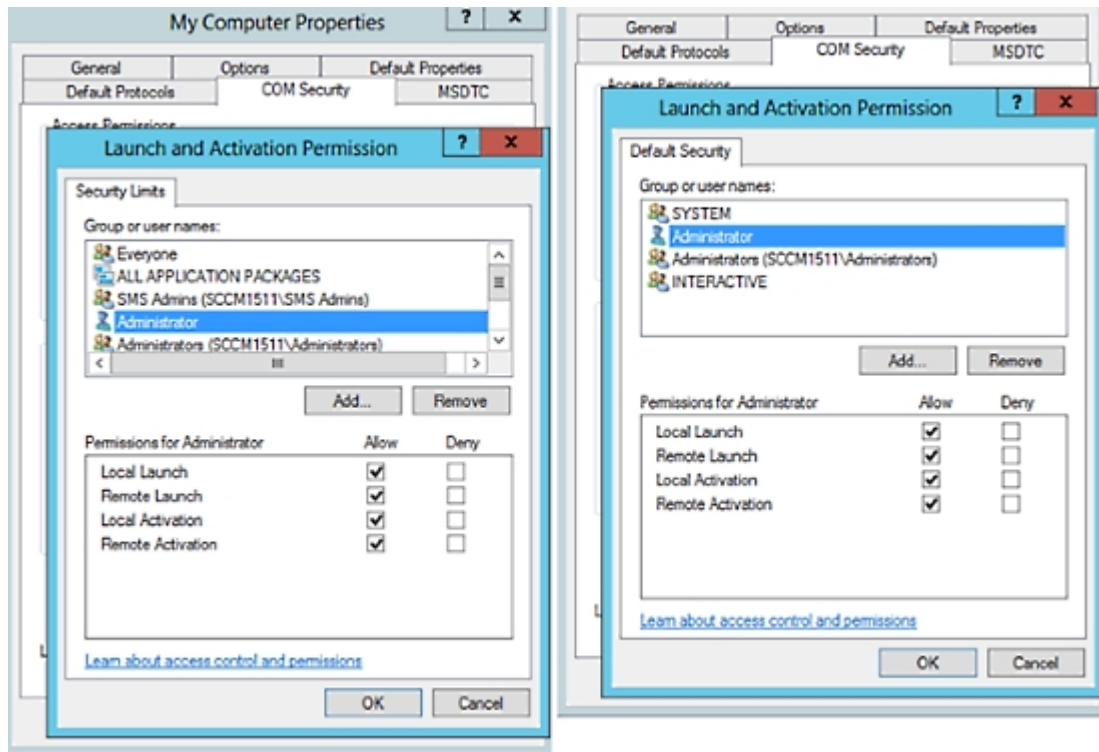 My Computer Properties
?
x
General
Options
Default Properties
Default Protocols
COM Security
MSDTC
Access Permissions
Launch and Activation Permission
?
x
Security Limits
Group or user names:
Everyone
ALL APPLICATION PACKAGES
SMS Admins (SCCM1511\SMS Admins)
Administrator
Administrators (SCCM1511\Administrators)
Add...
Remove
Permissions for Administrator
Allow
Deny
Local Launch
Remote Launch
Local Activation
Remote Activation
Learn about access control and permissions
OK
Cancel
General
Options
Default Properties
Default Protocols
COM Security
MSDTC
Access Permissions
Launch and Activation Permission
?
x
Default Security
Group or user names:
SYSTEM
Administrator
Administrators (SCCM1511\Administrators)
INTERACTIVE
Add...
Remove
Permissions for Administrator
Allow
Deny
Local Launch
Remote Launch
Local Activation
Remote Activation
Learn about access control and permissions
OK
Cancel